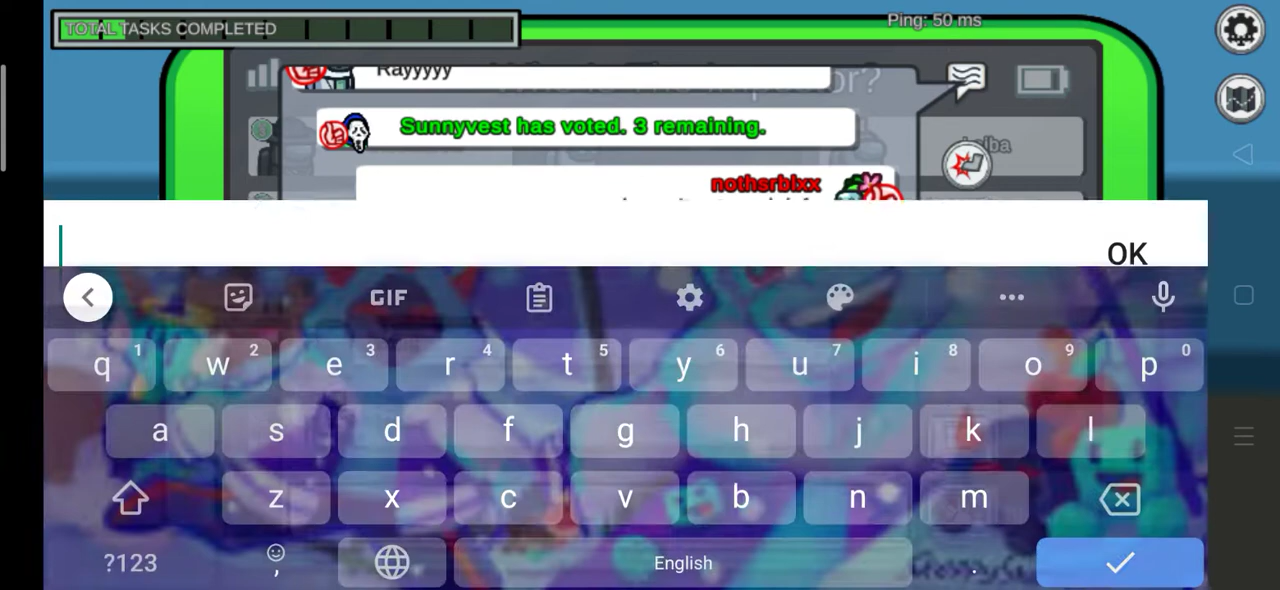 TOTAL TASKS COMPLETED
Ping: 50 ms
Rayyyyy
Sunnyvest has voted. 3 remaining.
nothsrblxx
OK
GIF
q 1 w 2 e 3 r 4 t 5 y 6 u 7 i 8 o 9 p 0
a s d f g h j k l
z x c v b n m
?123 , English .